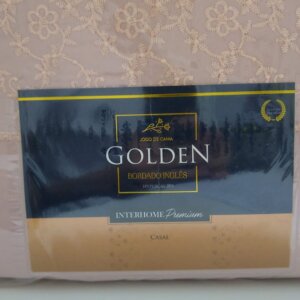 JOGO DE CAMA
GOLDEN
BORDADO INGLÊS
INTERHOME Premium
CASAL